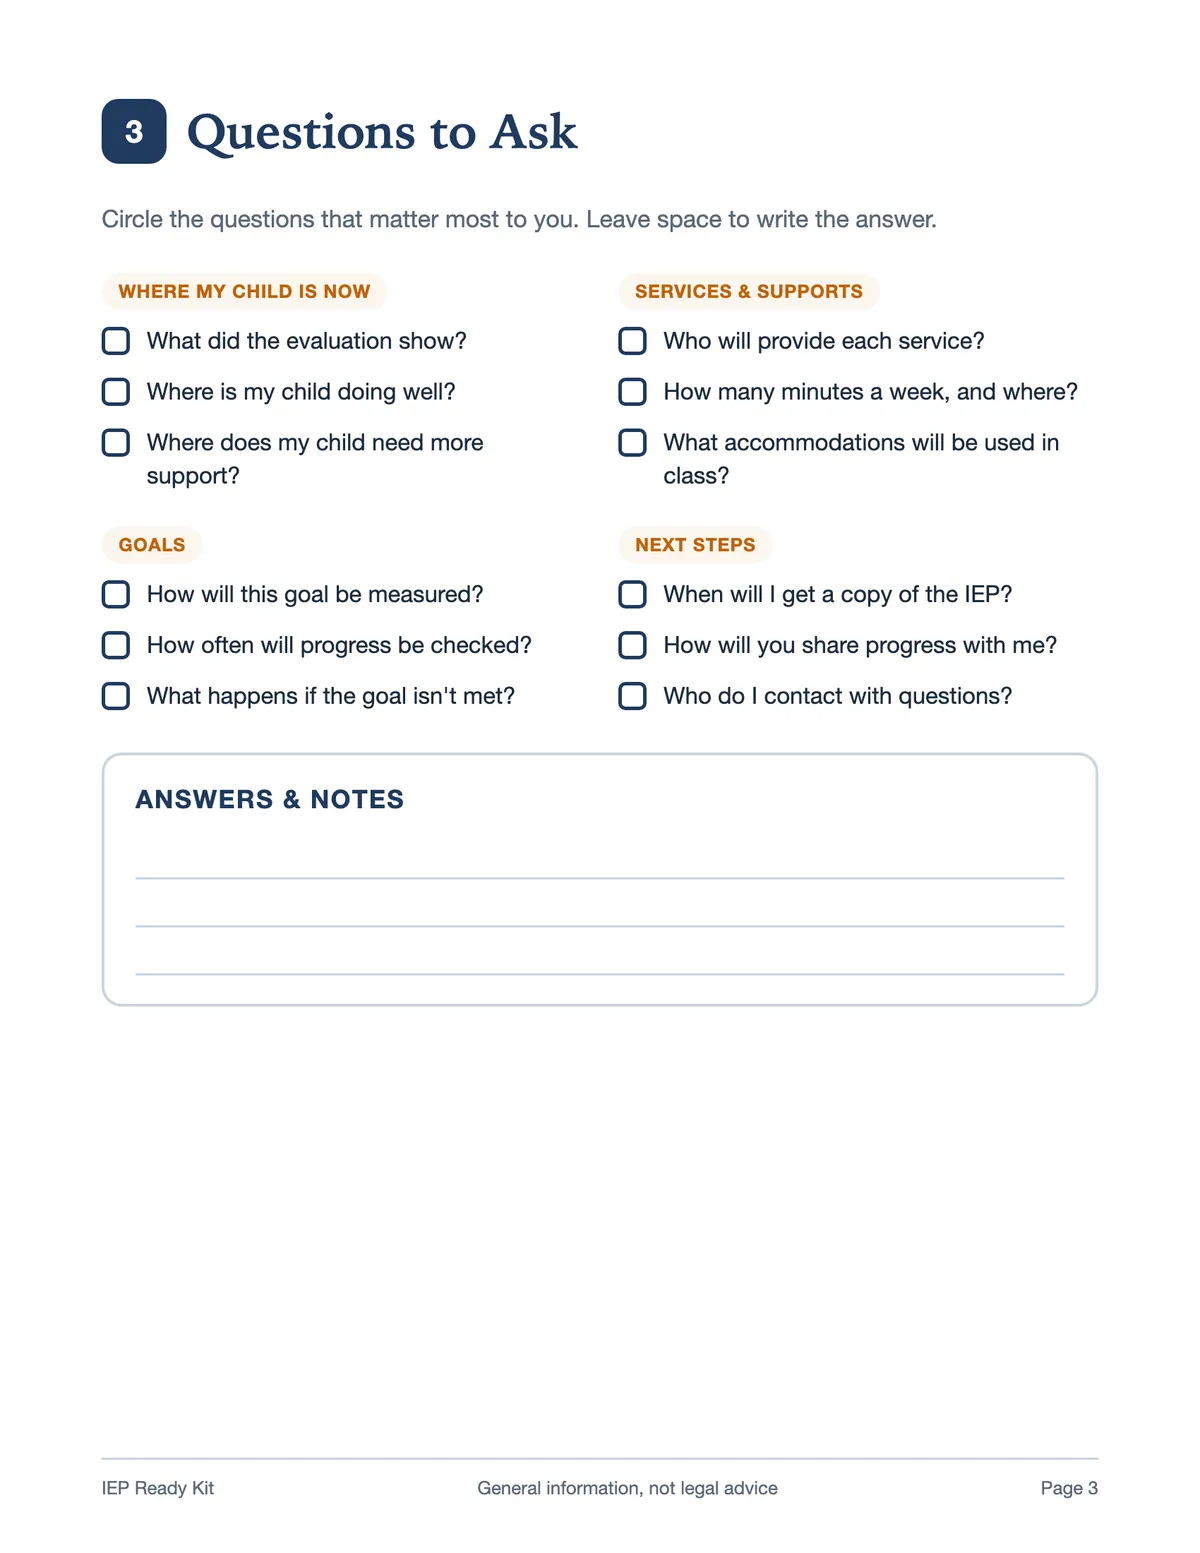 3 Questions to Ask
Circle the questions that matter most to you. Leave space to write the answer.
WHERE MY CHILD IS NOW
What did the evaluation show?
Where is my child doing well?
Where does my child need more
support?
SERVICES & SUPPORTS
Who will provide each service?
How many minutes a week, and where?
What accommodations will be used in
class?
GOALS
How will this goal be measured?
How often will progress be checked?
What happens if the goal isn't met?
NEXT STEPS
When will I get a copy of the IEP?
How will you share progress with me?
Who do I contact with questions?
ANSWERS & NOTES
IEP Ready Kit General information, not legal advice Page 3